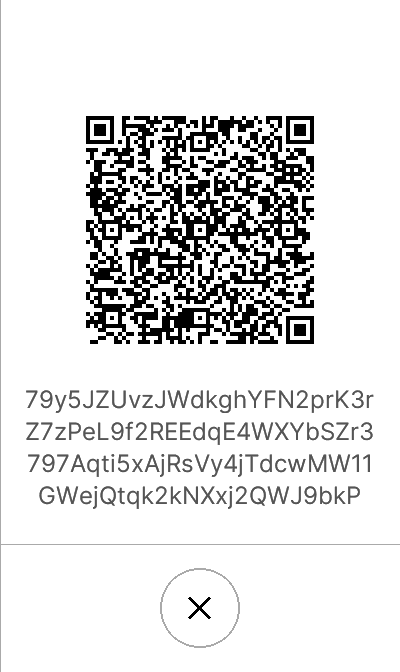 79y5JZUvzJWdkghYFN2prK3r
Z7zPeL9f2REEdqE4WXYbSZr3
797Aqti5xAjRsVy4jTdcwMW11
GWejQtqk2kNXxj2QWJ9bkP